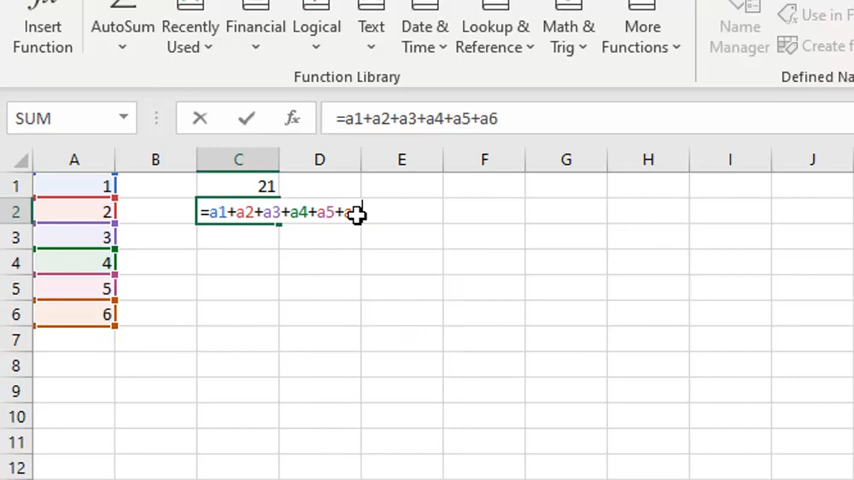 Insert Function
AutoSum
Recently Used
Financial
Logical
Text
Date & Time
Lookup & Reference
Math & Trig
More Functions
Name Manager
Use in F
Create f
Function Library
Defined Na
SUM
fx
=a1+a2+a3+a4+a5+a6
A B C D E F G H I J
1 1 21
2 2 =a1+a2+a3+a4+a5+a
3 3
4 4
5 5
6 6
7
8
9
10
11
12